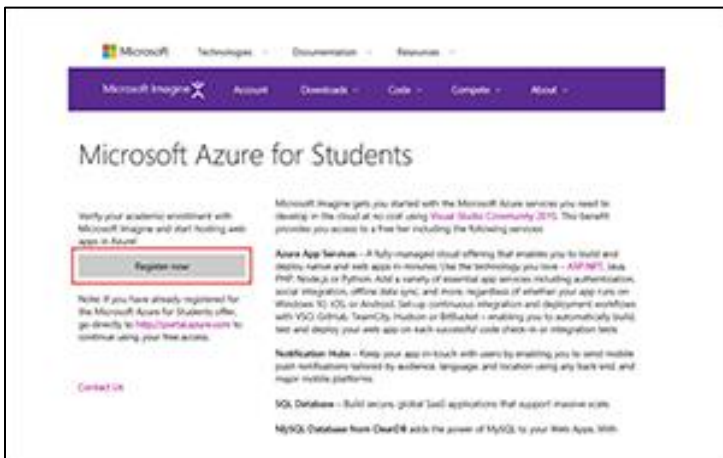 Microsoft Technologies Documentation Resources
Microsoft Imagine Account Downloads Code Compete About
Microsoft Azure for Students
Verify your academic enrollment with
Microsoft Imagine and start hosting web
apps in Azure!
Register now
Note: If you have already registered for
the Microsoft Azure for Students offer,
go directly to http://portal.azure.com to
continue using your free access.
Contact Us
Microsoft Imagine gets you started with the Microsoft Azure services you need to
develop in the cloud at no cost using Visual Studio Community 2015. This benefit
provides you access to a free tier including the following services:
Azure App Services – A fully-managed cloud offering that enables you to build and
deploy native and web apps in minutes. Use the technology you love – ASP.NET, Java,
PHP, Node.js or Python. Add a variety of essential app services including authentication,
social integration, offline data sync, and more, regardless of whether your app runs on
Windows 10, iOS, or Android. Set up continuous integration and deployment workflows
with VSO, GitHub, TeamCity, Hudson or BitBucket – enabling you to automatically build,
test and deploy your web app on each successful code check-in or integration tests.
Notification Hubs – Keep your app in-touch with users by enabling you to send mobile
push notifications tailored by audience, language, and location using any back end, and
major mobile platforms.
SQL Database – Build secure, global SaaS applications that support massive scale.
MySQL Database from ClearDB adds the power of MySQL to your Web Apps. With